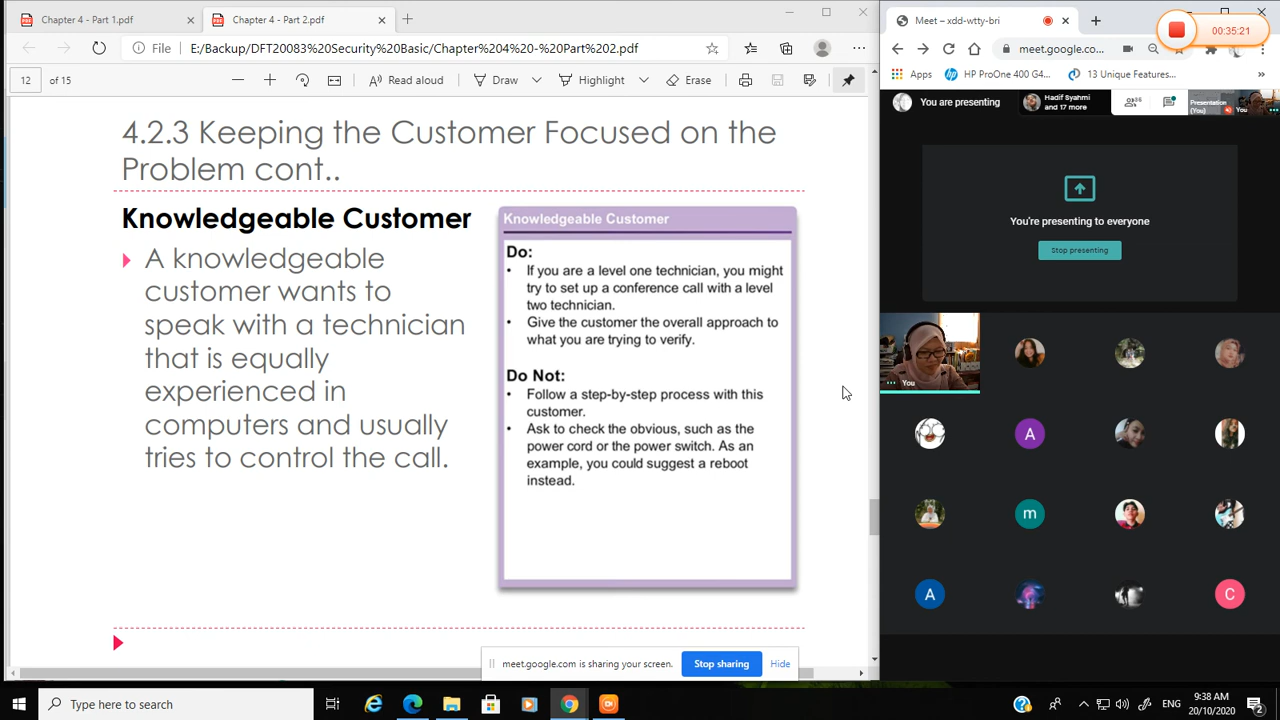 Chapter 4 - Part 1.pdf
Chapter 4 - Part 2.pdf
File
E:/Backup/DFT20083%20Security%20Basic/Chapter%204%20-%20Part%202.pdf
12 of 15
Read aloud
Draw
Highlight
Erase
4.2.3 Keeping the Customer Focused on the
Problem cont..
Knowledgeable Customer
A knowledgeable
customer wants to
speak with a technician
that is equally
experienced in
computers and usually
tries to control the call.
Knowledgeable Customer
Do:
• If you are a level one technician, you might
try to set up a conference call with a level
two technician.
• Give the customer the overall approach to
what you are trying to verify.
Do Not:
• Follow a step-by-step process with this
customer.
• Ask to check the obvious, such as the
power cord or the power switch. As an
example, you could suggest a reboot
instead.
meet.google.com is sharing your screen.
Stop sharing
Hide
Meet – xdd-wtty-bri
00:35:21
meet.google.co...
Apps
HP ProOne 400 G4...
13 Unique Features...
You are presenting
Hadif Syahmi
and 17 more
36
Presentation
(You)
You
You're presenting to everyone
Stop presenting
You
A
m
A
C
Type here to search
ENG
9:38 AM
20/10/2020
2